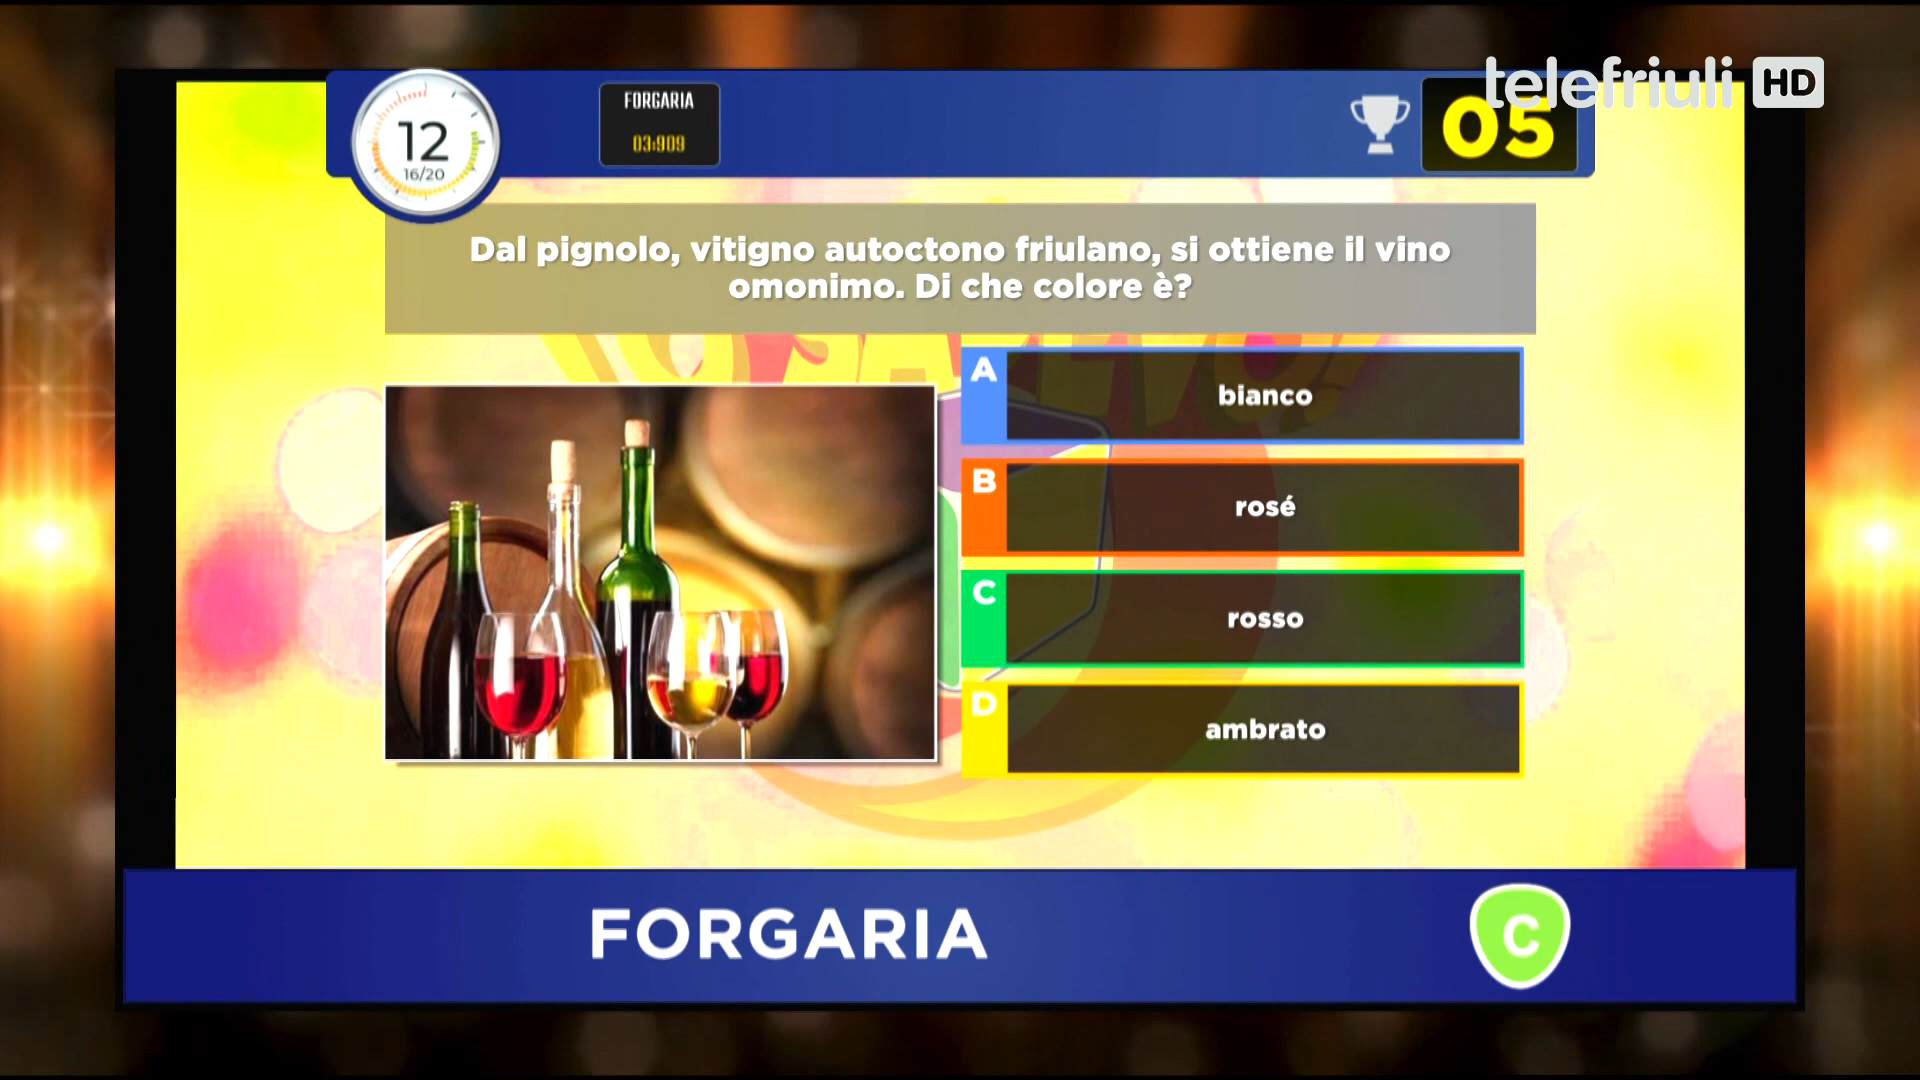 telefriuli HD
12
16/20
FORGARIA
03:909
05
Dal pignolo, vitigno autoctono friulano, si ottiene il vino
omonimo. Di che colore è?
A
bianco
B
rosé
C
rosso
D
ambrato
FORGARIA
C